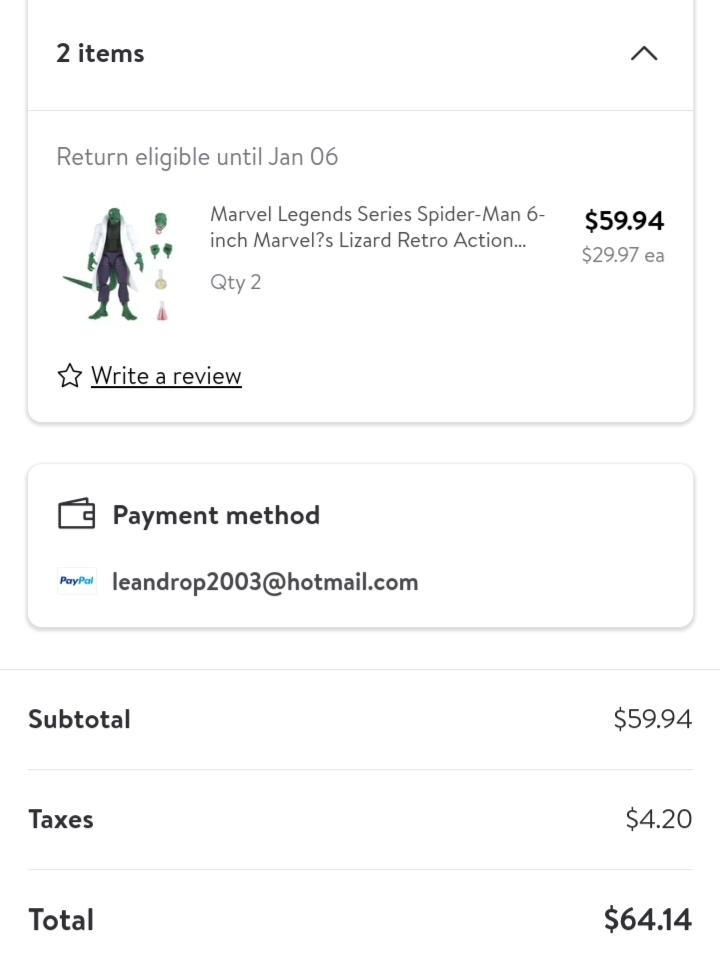 2 items
Return eligible until Jan 06
Marvel Legends Series Spider-Man 6-
inch Marvel?s Lizard Retro Action...
Qty 2
$59.94
$29.97 ea
Write a review
Payment method
PayPal leandrop2003@hotmail.com
Subtotal $59.94
Taxes $4.20
Total $64.14